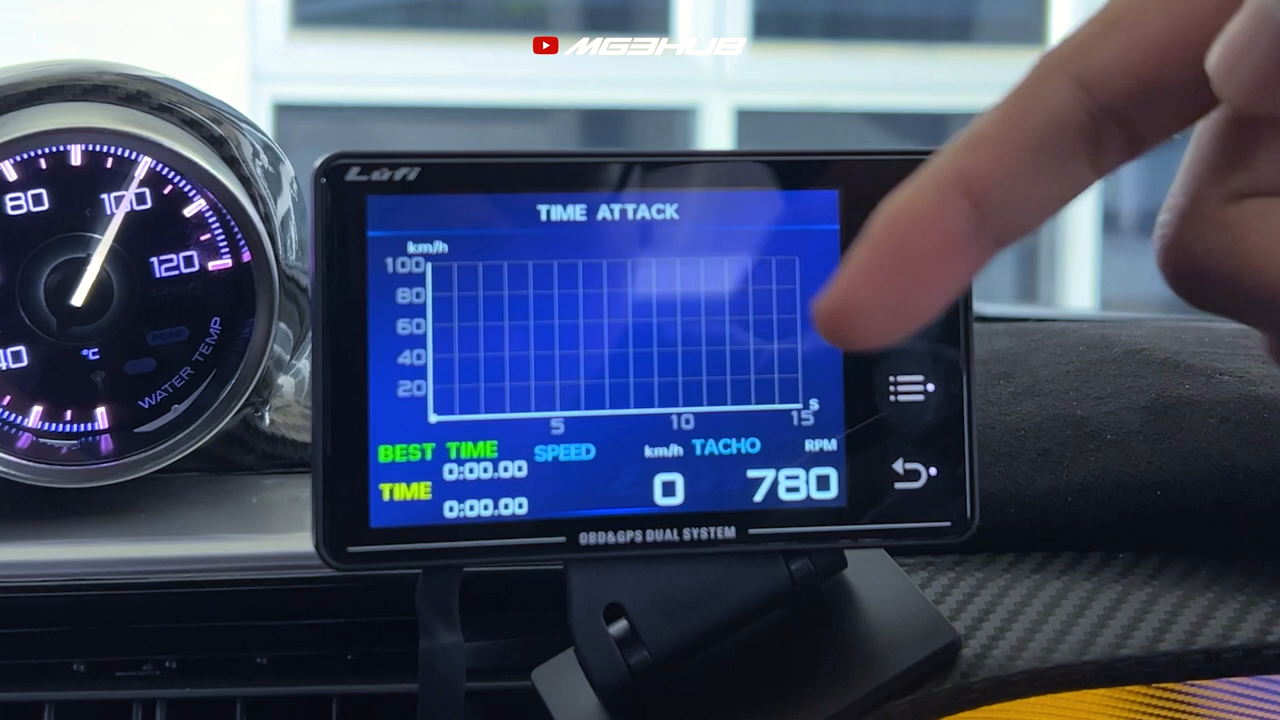 MG3HUB
Lufi
TIME ATTACK
km/h
100
80
60
40
20
5
10
15
s
BEST TIME
0:00.00
SPEED
km/h
TACHO
RPM
TIME
0:00.00
0
780
OBD&GPS DUAL SYSTEM
80
100
120
40
°C
PEAK
WATER TEMP